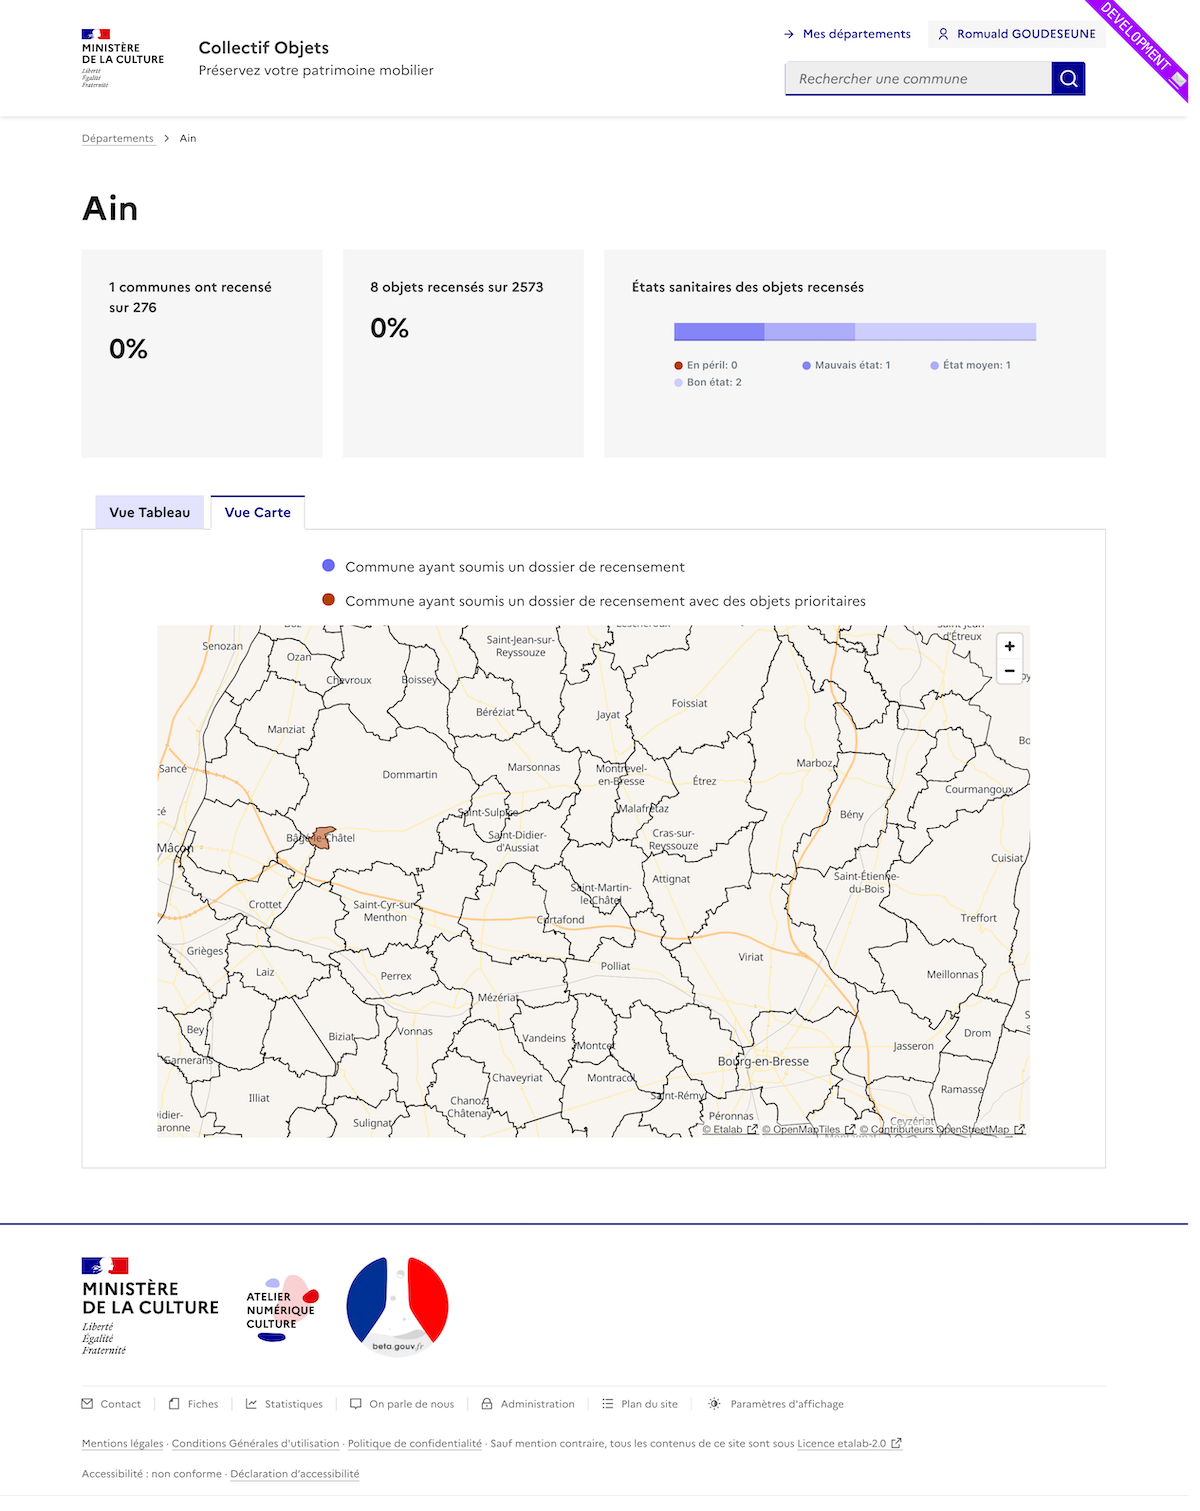 MINISTÈRE
DE LA CULTURE
Liberté
Égalité
Fraternité
Collectif Objets
Préservez votre patrimoine mobilier
Mes départements
Romuald GOUDESEUNE
DEVELOPMENT
Rechercher une commune
Départements > Ain
Ain
1 communes ont recensé
sur 276
0%
8 objets recensés sur 2573
0%
États sanitaires des objets recensés
En péril: 0
Mauvais état: 1
État moyen: 1
Bon état: 2
Vue Tableau
Vue Carte
Commune ayant soumis un dossier de recensement
Commune ayant soumis un dossier de recensement avec des objets prioritaires
Senozan
Ozan
Saint-Jean-sur-
Reyssouze
d'Étreux
+
−
Chevroux
Boissey
Manziat
Béréziat
Jayat
Foissiat
Bo
Sancé
Dommartin
Marsonnas
Montrevel-
en-Bresse
Étrez
Marboz
Courmangoux
cé
Saint-Sulpice
Malafretaz
Bény
Mâcon
Bâgé-le-Châtel
Saint-Didier-
d'Aussiat
Cras-sur-
Reyssouze
Cuisiat
Attignat
Saint-Étienne-
du-Bois
Saint-Martin-
le-Châtel
Crottet
Saint-Cyr-sur-
Menthon
Curtafond
Treffort
Grièges
Laiz
Perrex
Polliat
Viriat
Meillonnas
Mézériat
Bey
Biziat
Vonnas
Vandeins
Montcet
Drom
Jasseron
Garnerans
Bourg-en-Bresse
Chaveyriat
Montracol
Ramasse
Illiat
Chanoz-
Châtenay
Saint-Rémy
idier-
aronne
Sulignat
Péronnas
Ceyzériat
© Etalab © OpenMapTiles © Contributeurs OpenStreetMap
MINISTÈRE
DE LA CULTURE
Liberté
Égalité
Fraternité
ATELIER
NUMÉRIQUE
CULTURE
beta.gouv.fr
Contact
Fiches
Statistiques
On parle de nous
Administration
Plan du site
Paramètres d'affichage
Mentions légales · Conditions Générales d'utilisation · Politique de confidentialité · Sauf mention contraire, tous les contenus de ce site sont sous Licence etalab-2.0
Accessibilité : non conforme · Déclaration d'accessibilité